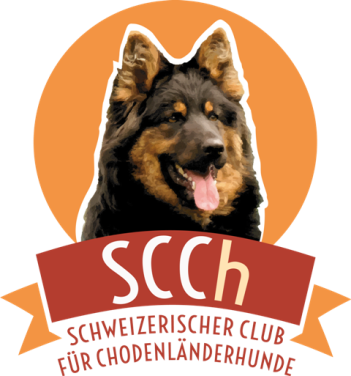 SCCh
SCHWEIZERISCHER CLUB
FÜR CHODENLÄNDERHUNDE